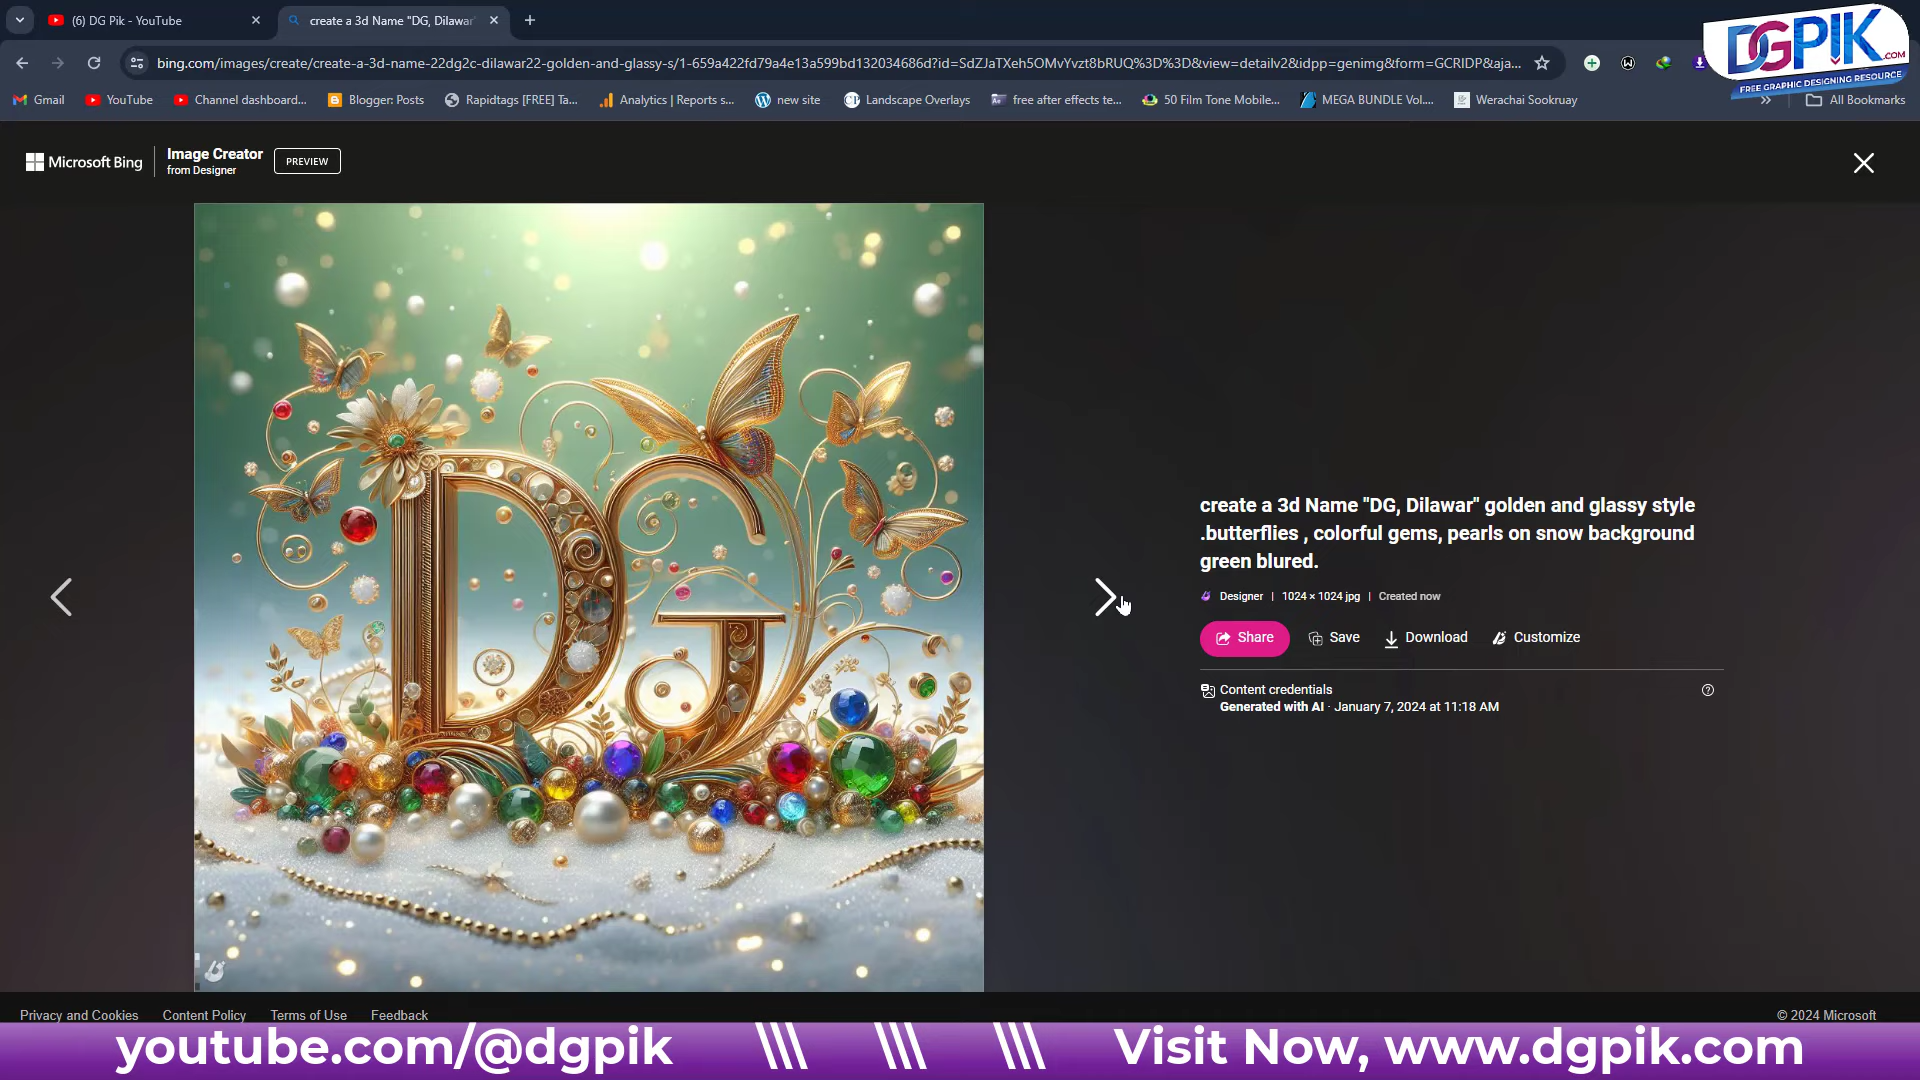 (6) DG Pik - YouTube
create a 3d Name "DG, Dilawar"
bing.com/images/create/create-a-3d-name-22dg2c-dilawar22-golden-and-glassy-s/1-659a422fd79a4e13a599bd132034686d?id=SdZJaTXeh5OMvYvzt8bRUQ%3D%3D&view=detailv2&idpp=genimg&form=GCRIDP&aja...
DGPIK.COM
FREE GRAPHIC DESIGNING RESOURCE
Gmail
YouTube
Channel dashboard...
Blogger: Posts
Rapidtags [FREE] Ta...
Analytics | Reports s...
new site
Landscape Overlays
free after effects te...
50 Film Tone Mobile...
MEGA BUNDLE Vol....
Werachai Sookruay
All Bookmarks
Microsoft Bing
Image Creator
from Designer
PREVIEW
DG
create a 3d Name "DG, Dilawar" golden and glassy style
.butterflies , colorful gems, pearls on snow background
green blured.
Designer | 1024 × 1024 jpg | Created now
Share
Save
Download
Customize
Content credentials
Generated with AI · January 7, 2024 at 11:18 AM
Privacy and Cookies
Content Policy
Terms of Use
Feedback
© 2024 Microsoft
youtube.com/@dgpik
Visit Now, www.dgpik.com